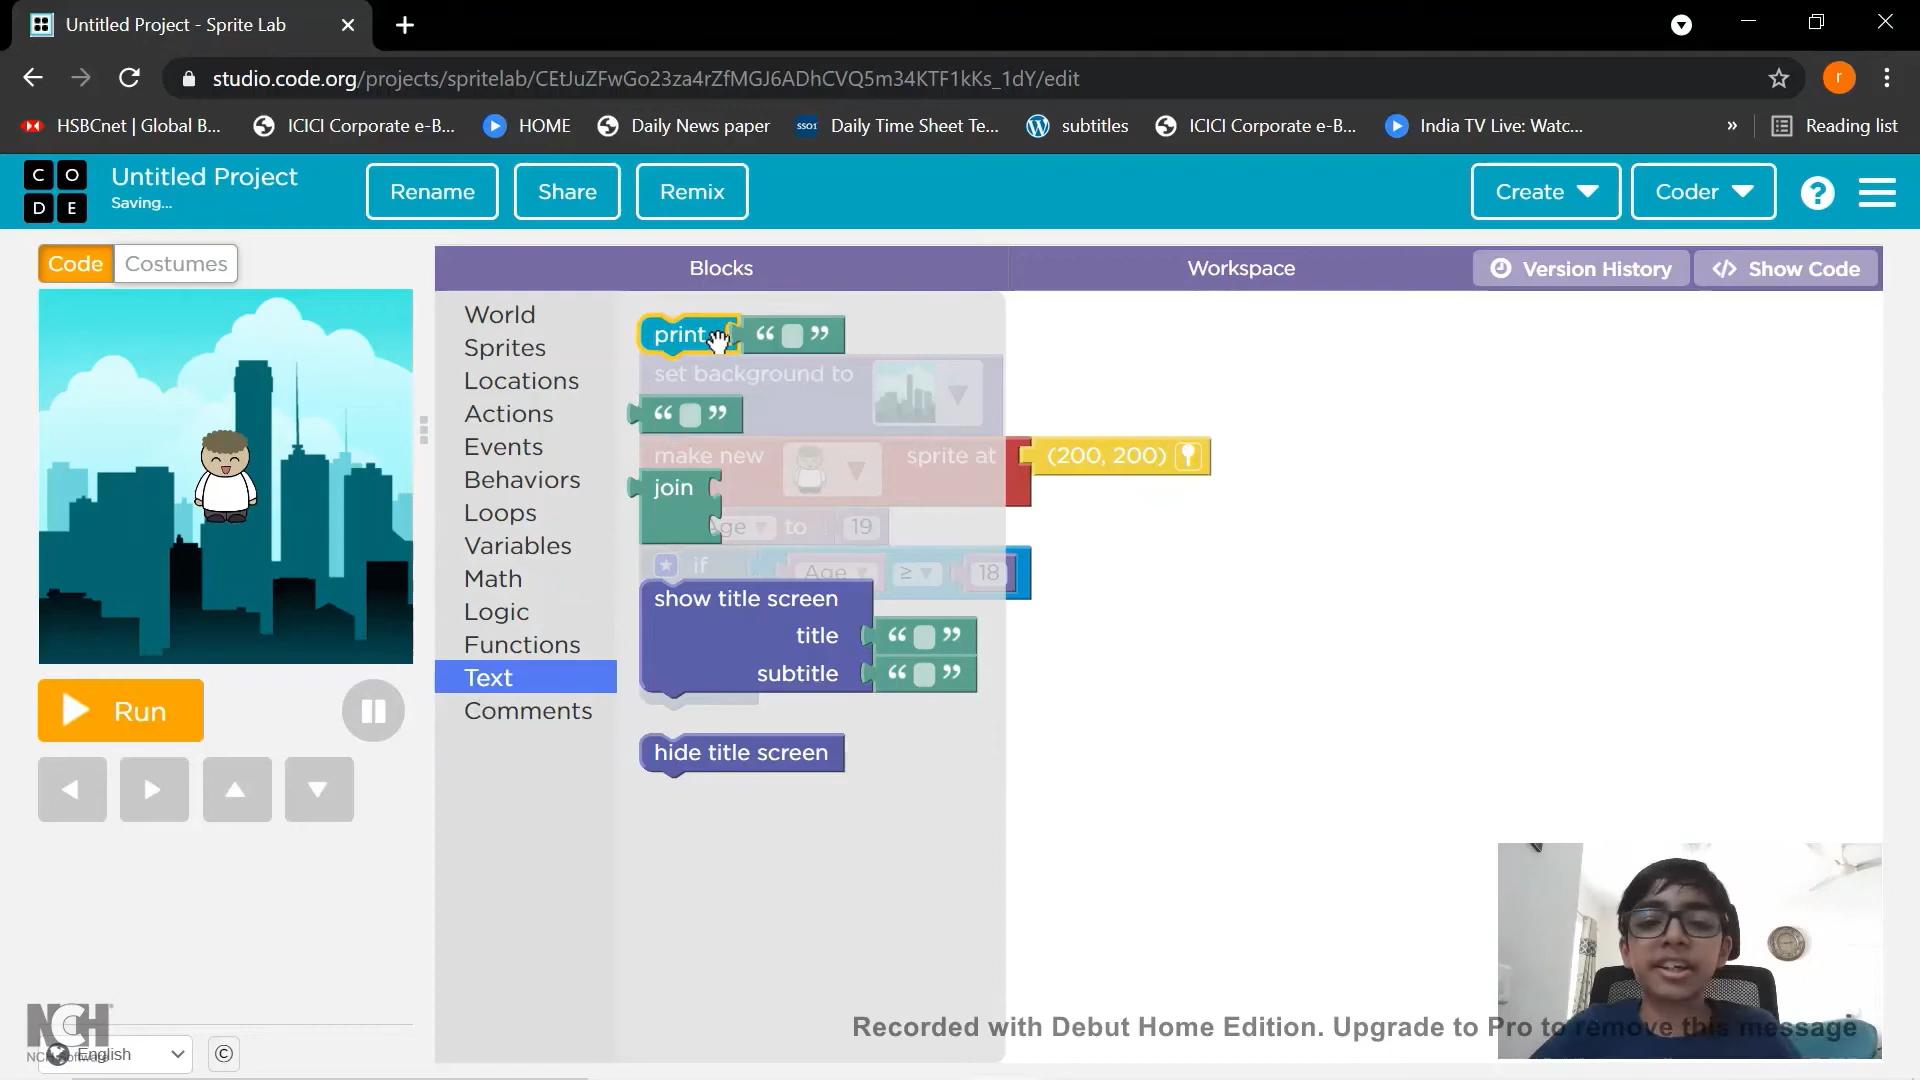 Untitled Project - Sprite Lab
studio.code.org/projects/spritelab/CEtJuZFwGo23za4rZfMGJ6ADhCVQ5m34KTF1kKs_1dY/edit
r
HSBCnet | Global B...
ICICI Corporate e-B...
HOME
Daily News paper
SSO1
Daily Time Sheet Te...
subtitles
ICICI Corporate e-B...
India TV Live: Watc...
»
Reading list
C O
D E
Untitled Project
Saving...
Rename
Share
Remix
Create
Coder
?
Code
Costumes
Blocks
Workspace
Version History
</> Show Code
World
Sprites
Locations
Actions
Events
Behaviors
Loops
Variables
Math
Logic
Functions
Text
Comments
print “ ”
set background to
“ ”
make new sprite at (200, 200)
join
Age to 19
if Age ≥ 18
show title screen
title “ ”
subtitle “ ”
hide title screen
Run
NCH
NCH Software
English
©
Recorded with Debut Home Edition. Upgrade to Pro to remove this message